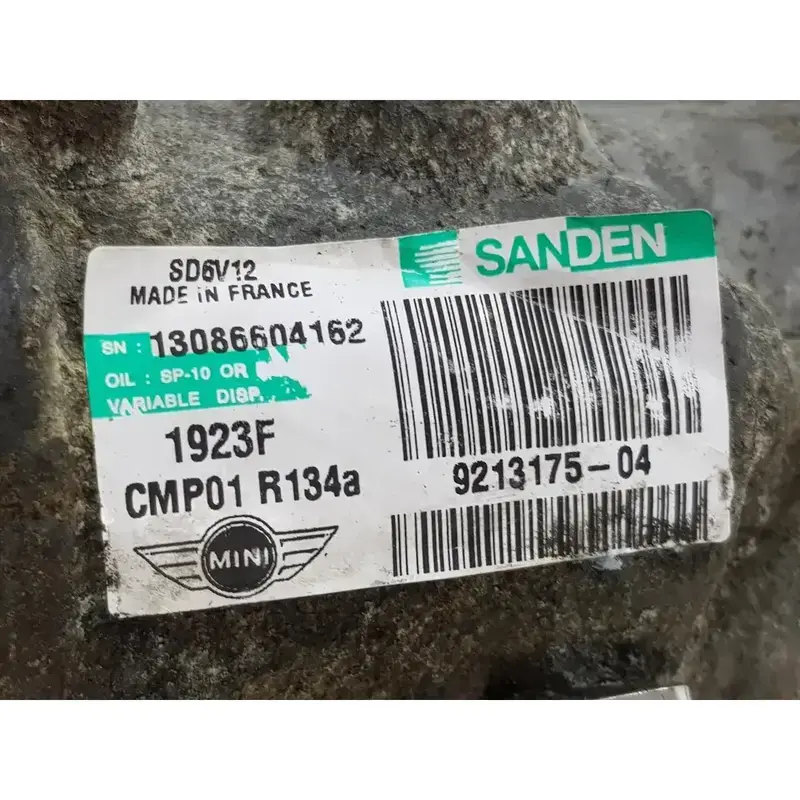 SANDEN
SD6V12
MADE IN FRANCE
SN : 13086604162
OIL : SP-10 OR
VARIABLE DISP.
1923F
CMP01 R134a
9213175-04
MINI